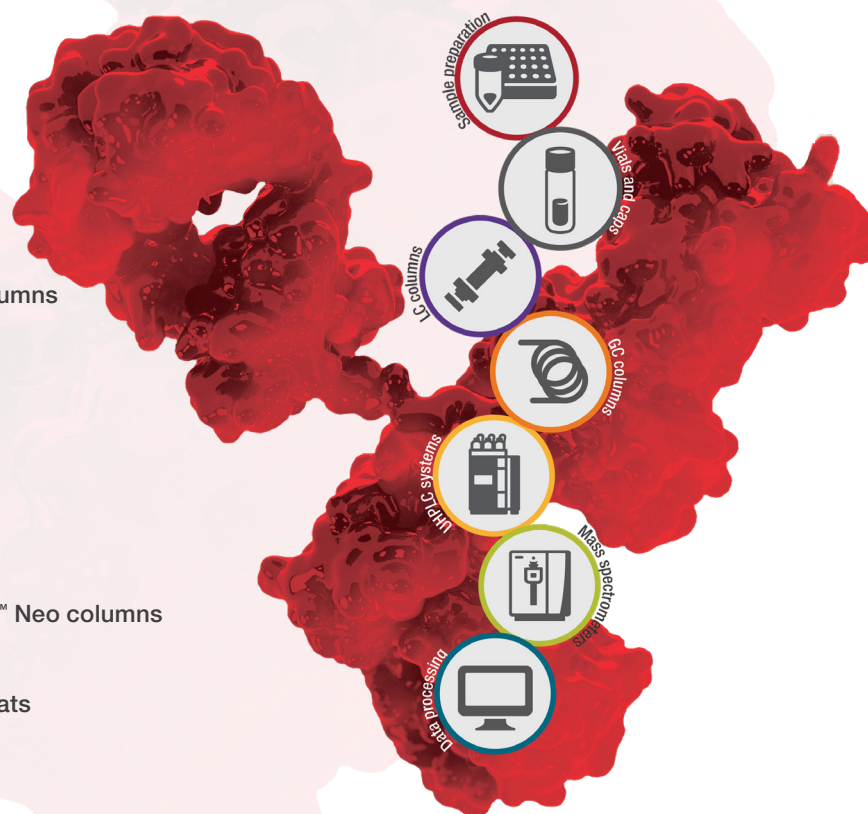 Sample preparation
Vials and caps
LC columns
umns
GC columns
UHPLC systems
Mass spectrometers
™ Neo columns
Data processing
ats